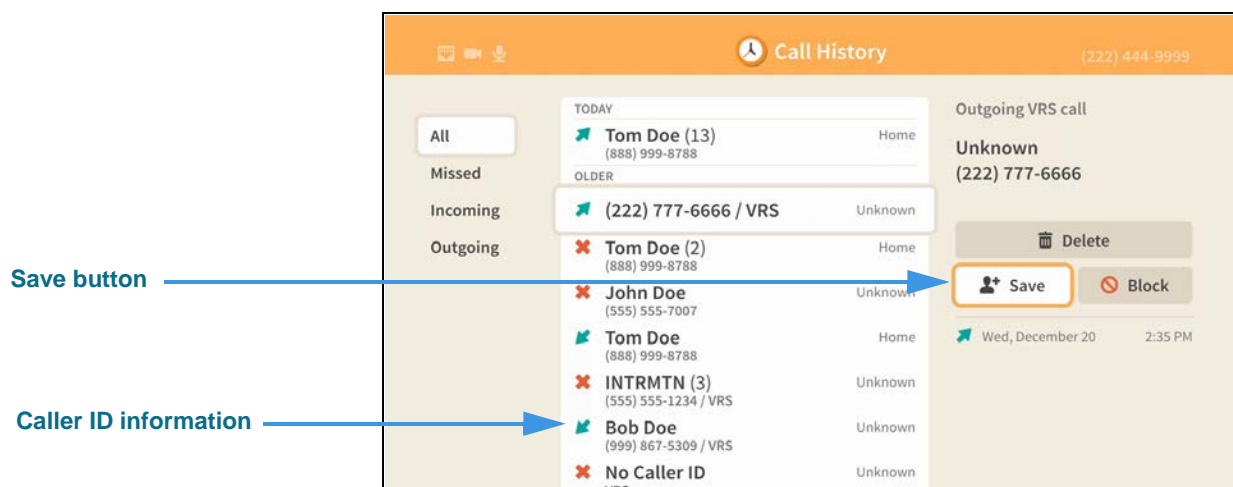 Call History
(222) 444-9999
All
Missed
Incoming
Outgoing
TODAY
Tom Doe (13) Home
(888) 999-8788
OLDER
(222) 777-6666 / VRS Unknown
Tom Doe (2) Home
(888) 999-8788
John Doe Unknown
(555) 555-7007
Tom Doe Home
(888) 999-8788
INTRMTN (3) Unknown
(555) 555-1234 / VRS
Bob Doe Unknown
(999) 867-5309 / VRS
No Caller ID Unknown
Outgoing VRS call
Unknown
(222) 777-6666
Delete
Save
Block
Wed, December 20 2:35 PM
Save button
Caller ID information